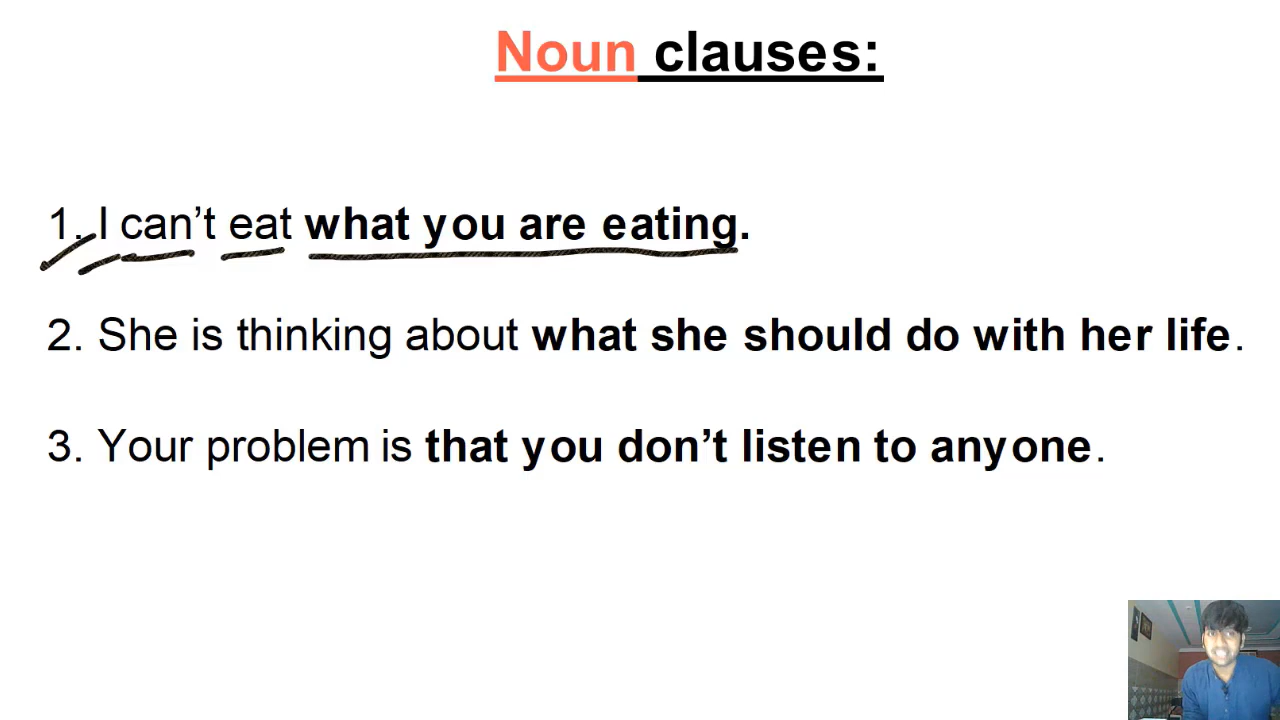 Noun clauses:
1. I can’t eat what you are eating.
2. She is thinking about what she should do with her life.
3. Your problem is that you don’t listen to anyone.